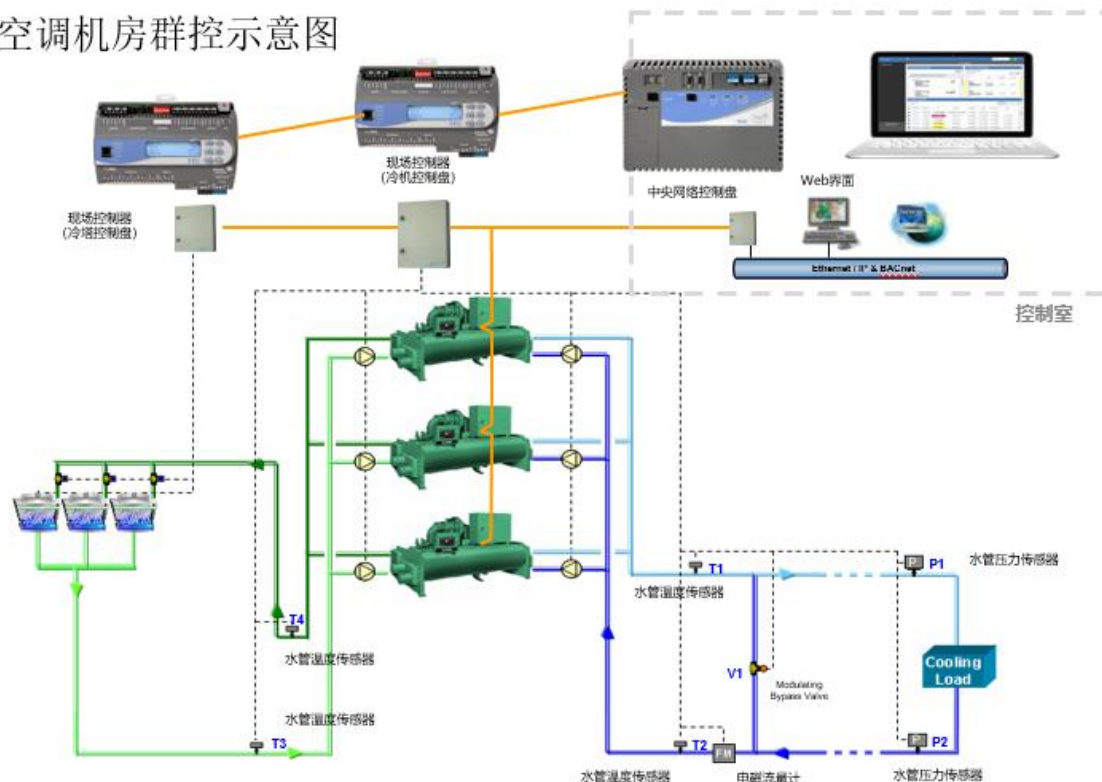 空调机房群控示意图
现场控制器
(冷机控制盘)
中央网络控制盘
Web界面
现场控制器
(冷塔控制盘)
Ethernet / IP & BACnet
控制室
T1
P
P1
水管压力传感器
水管温度传感器
T4
水管温度传感器
Cooling
Load
V1
Modulating
Bypass Valve
水管温度传感器
T3
T2
FM
P
P2
水管温度传感器
电磁流量计
水管压力传感器